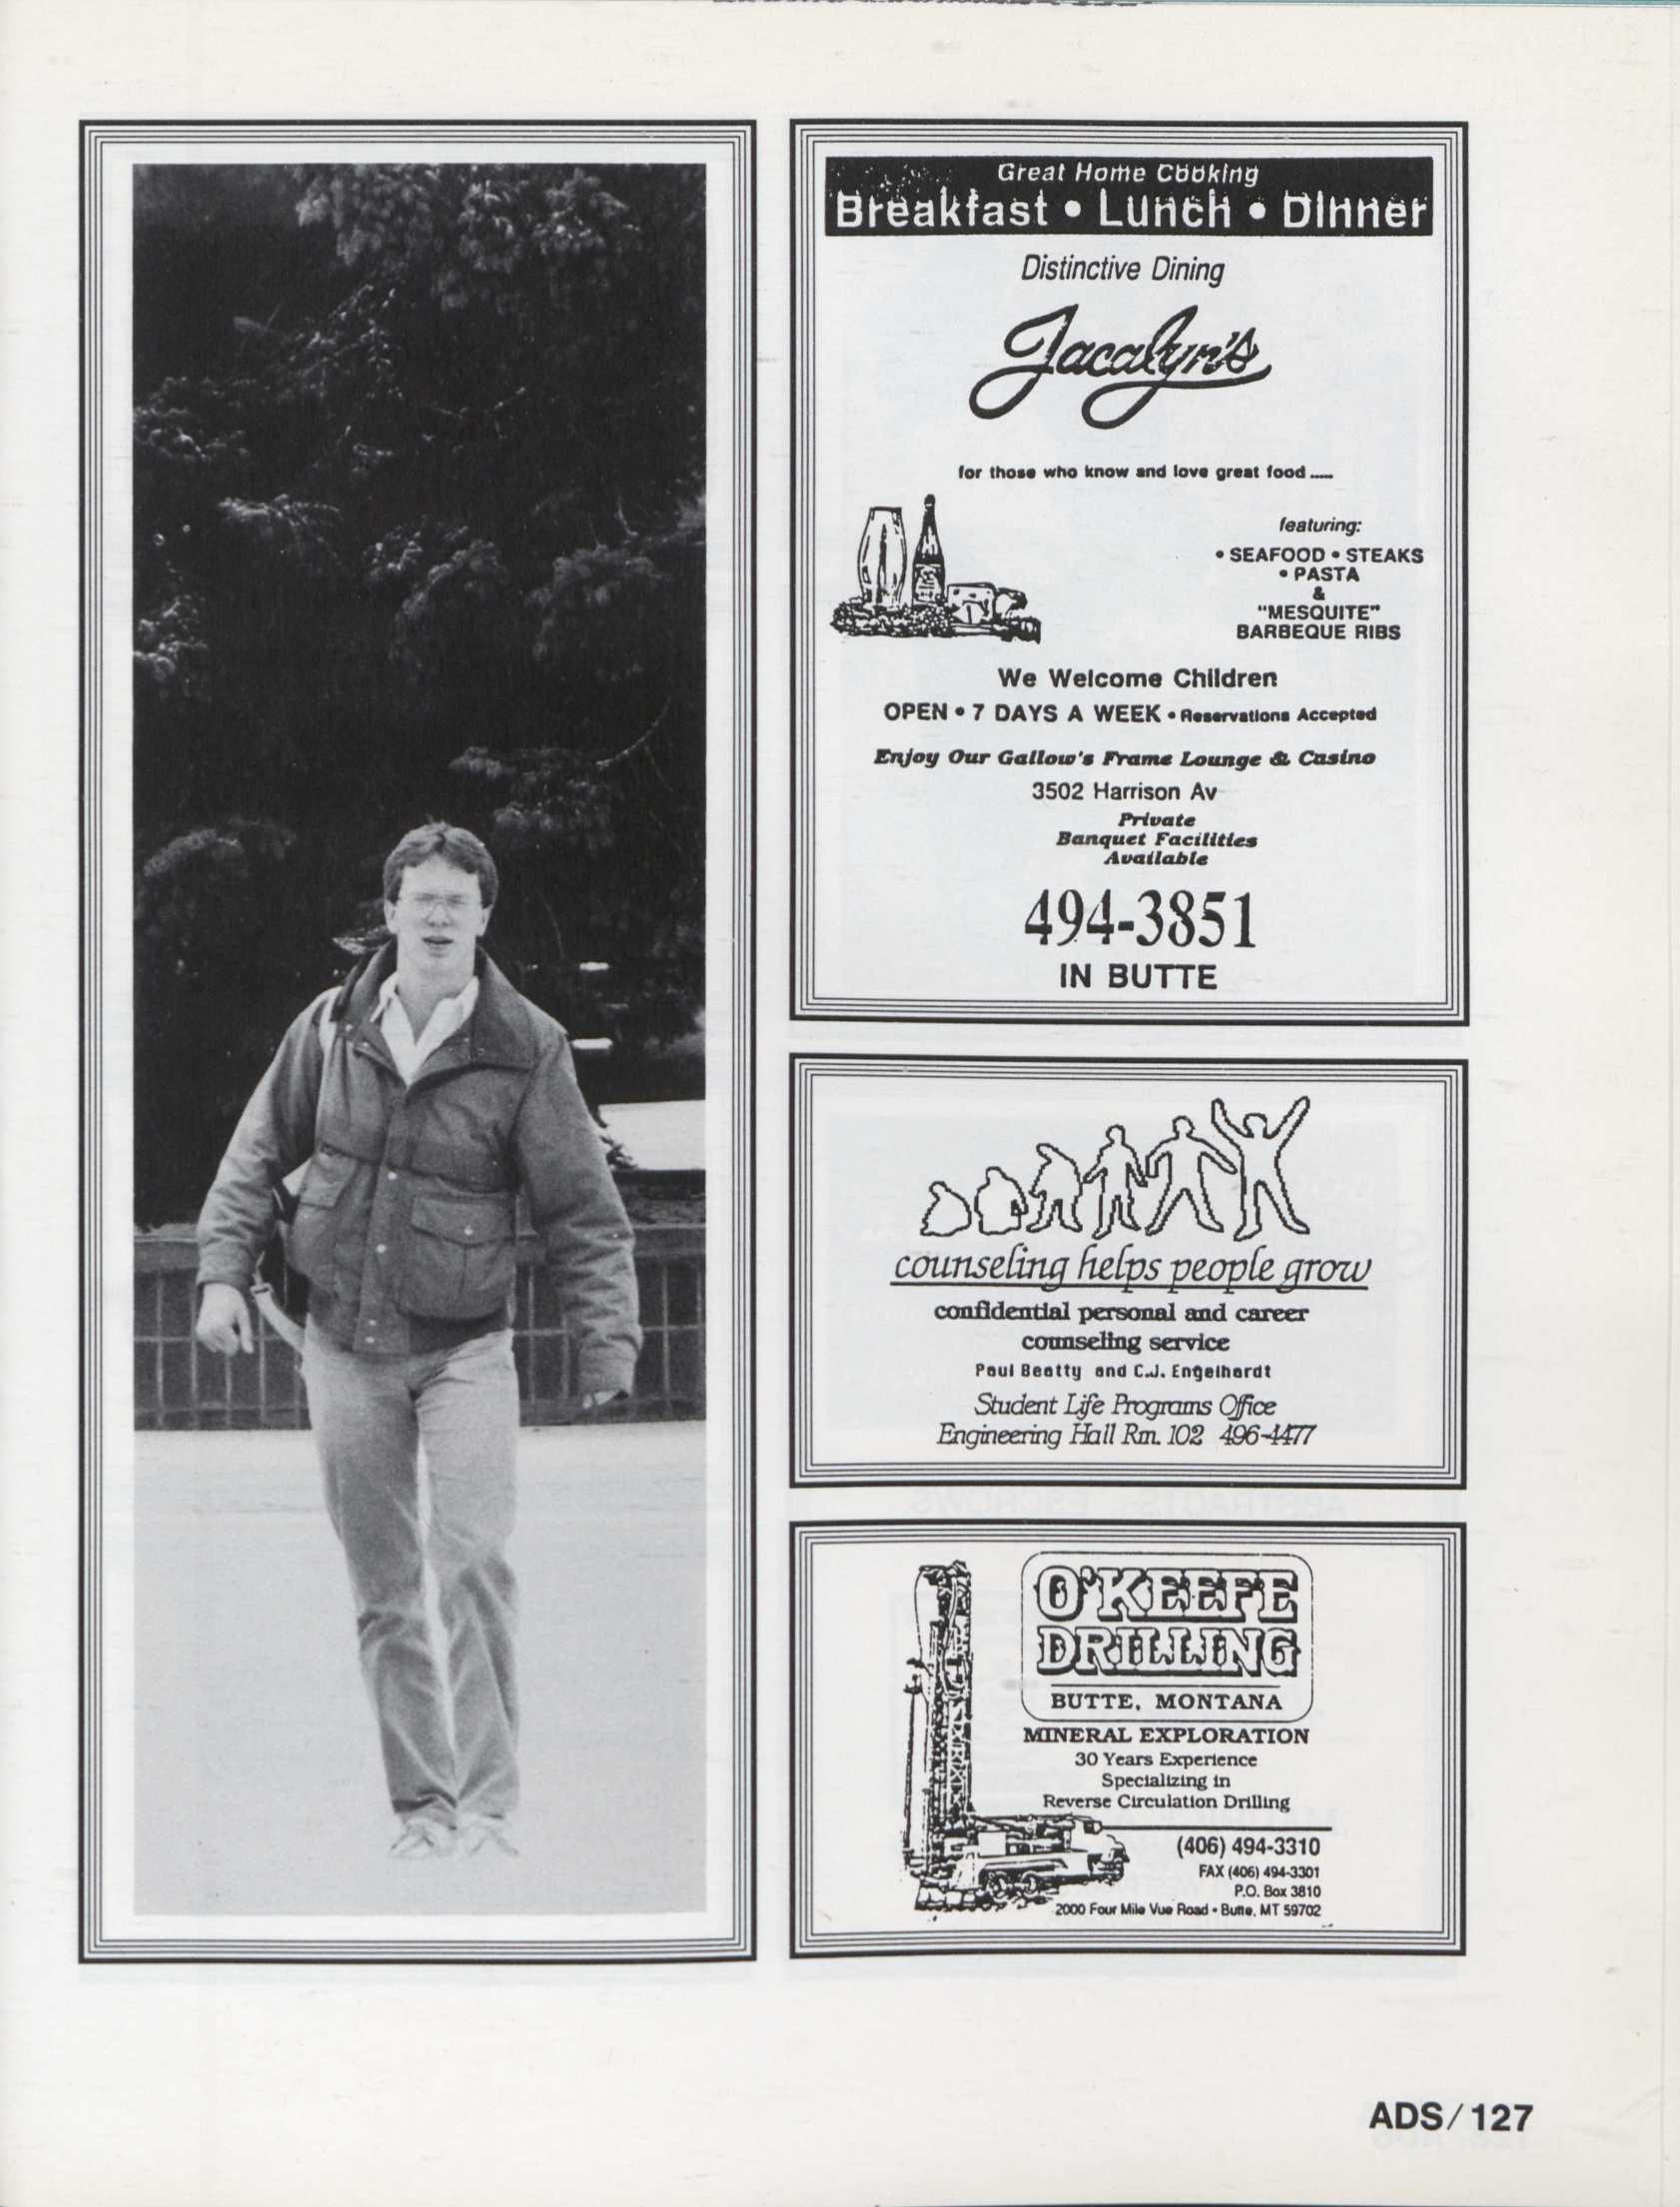 Great Home Cooking
Breakfast • Lunch • Dinner
Distinctive Dining
Jacalyn's
for those who know and love great food .....
featuring:
• SEAFOOD • STEAKS
• PASTA
&
"MESQUITE"
BARBEQUE RIBS
We Welcome Children
OPEN • 7 DAYS A WEEK • Reservations Accepted
Enjoy Our Gallow's Frame Lounge & Casino
3502 Harrison Av
Private
Banquet Facilities
Available
494-3851
IN BUTTE
counseling helps people grow
confidential personal and career
counseling service
Paul Beatty and C.J. Engelhardt
Student Life Programs Office
Engineering Hall Rm. 102 496-4477
O'KEEFE
DRILLING
BUTTE, MONTANA
MINERAL EXPLORATION
30 Years Experience
Specializing in
Reverse Circulation Drilling
(406) 494-3310
FAX (406) 494-3301
P.O. Box 3810
2000 Four Mile Vue Road • Butte, MT 59702
ADS/127